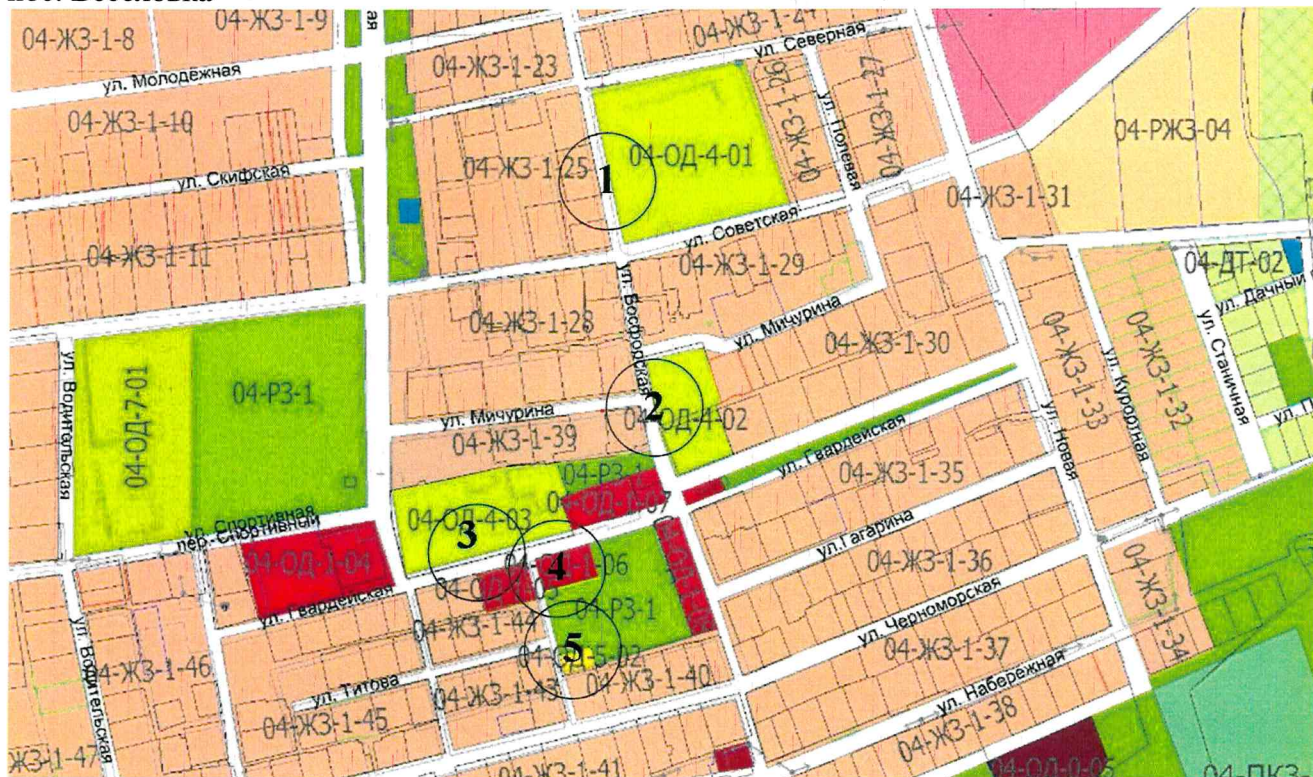 04-ЖЗ-1-8
04-ЖЗ-1-9
ул. Молодежная
04-ЖЗ-1-23
ул. Северная
04-ЖЗ-1-10
04-ЖЗ-1-25
1
04-ОД-4-01
04-ЖЗ-1-26
ул. Полевая
04-ЖЗ-1-27
04-РЖЗ-04
ул. Скифская
04-ЖЗ-1-31
04-ЖЗ-1-11
ул. Советская
04-ЖЗ-1-29
04-ДТ-02
ул. Дачный
04-ЖЗ-1-28
ул. Босфорская
ул. Мичурина
04-ЖЗ-1-30
04-ЖЗ-1-33
04-ЖЗ-1-32
ул. Станичная
ул. Водительская
04-ОД-7-01
04-РЗ-1
ул. Мичурина
2
04-ОД-4-02
ул. Курортная
04-ЖЗ-1-39
ул. Новая
ул. Гвардейская
04-ЖЗ-1-35
04-РЗ-1
04-ОД-1-07
ул. Спортивная
пер. Спортивный
04-ОД-4-03
3
4
04-ОД-1-04
ул. Гагарина
04-ЖЗ-1-36
04-ЖЗ-1-34
ул. Гвардейская
04-РЗ-1
04-ЖЗ-1-44
ул. Черноморская
04-ЖЗ-1-37
5
04-ЖЗ-1-46
ул. Водительская
ул. Титова
04-ЖЗ-1-43
04-ЖЗ-1-40
ул. Набережная
04-ЖЗ-1-45
04-ЖЗ-1-38
ЖЗ-1-47
04-ЖЗ-1-41
04-ОД-0-05
04-ПКЗ